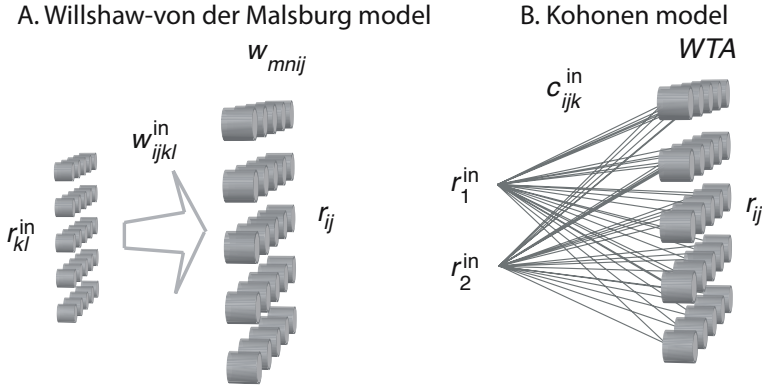 A. Willshaw-von der Malsburg model
w_mnij
w^in_ijkl
r^in_kl
r_ij
B. Kohonen model
WTA
c^in_ijk
r^in_1
r^in_2
r_ij